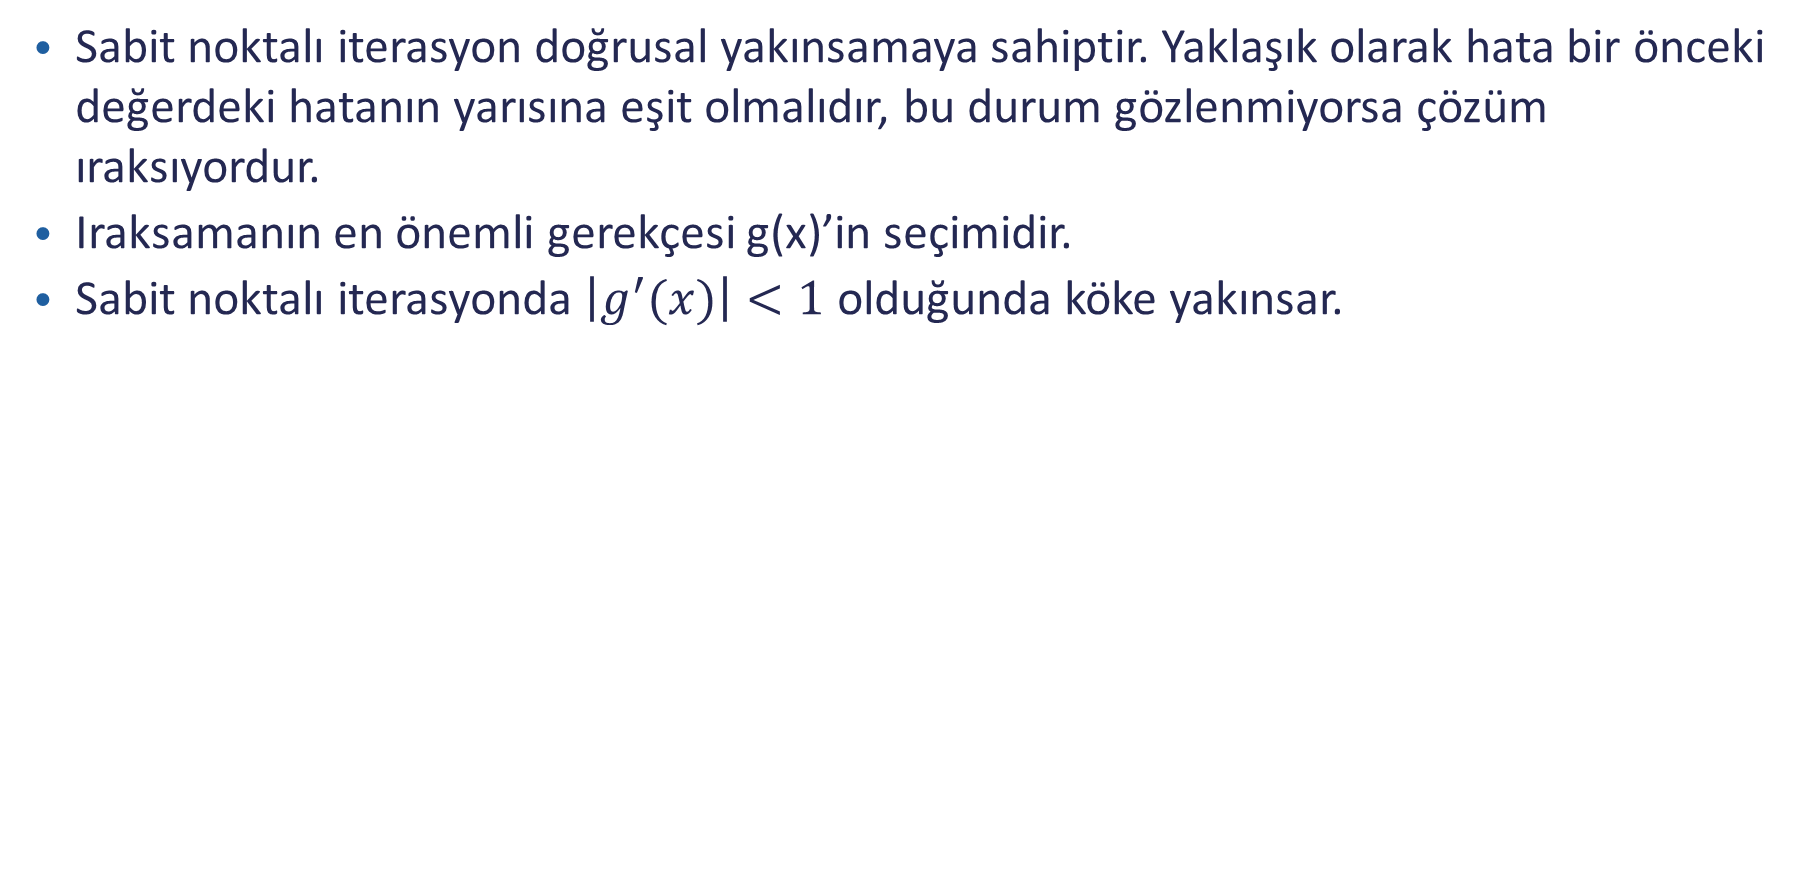 • Sabit noktalı iterasyon doğrusal yakınsamaya sahiptir. Yaklaşık olarak hata bir önceki
değerdeki hatanın yarısına eşit olmalıdır, bu durum gözlenmiyorsa çözüm
ıraksıyordur.
• Iraksamanın en önemli gerekçesi g(x)’in seçimidir.
• Sabit noktalı iterasyonda |𝑔′(𝑥)| < 1 olduğunda köke yakınsar.